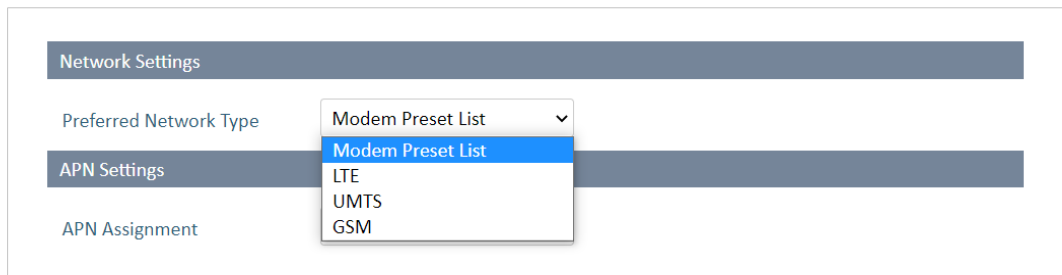 Network Settings
Preferred Network Type
Modem Preset List
Modem Preset List
LTE
UMTS
GSM
APN Settings
APN Assignment